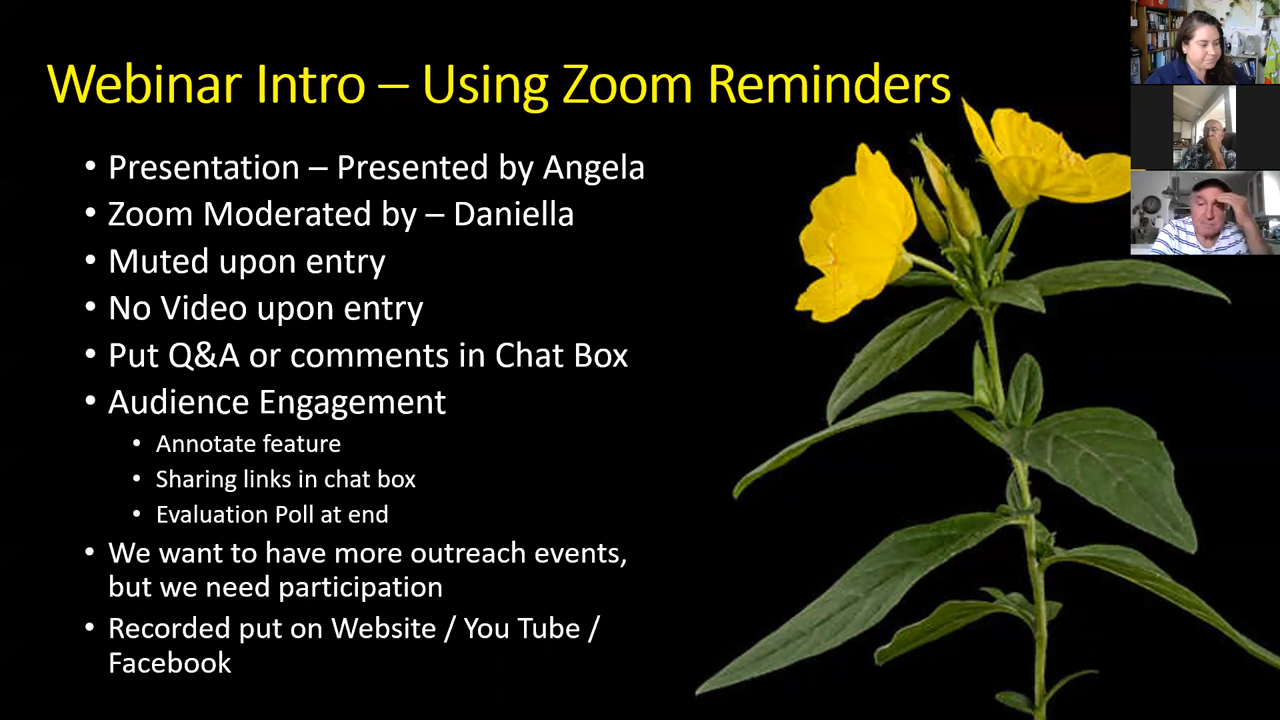 Webinar Intro – Using Zoom Reminders
• Presentation – Presented by Angela
• Zoom Moderated by – Daniella
• Muted upon entry
• No Video upon entry
• Put Q&A or comments in Chat Box
• Audience Engagement
• Annotate feature
• Sharing links in chat box
• Evaluation Poll at end
• We want to have more outreach events,
but we need participation
• Recorded put on Website / You Tube /
Facebook